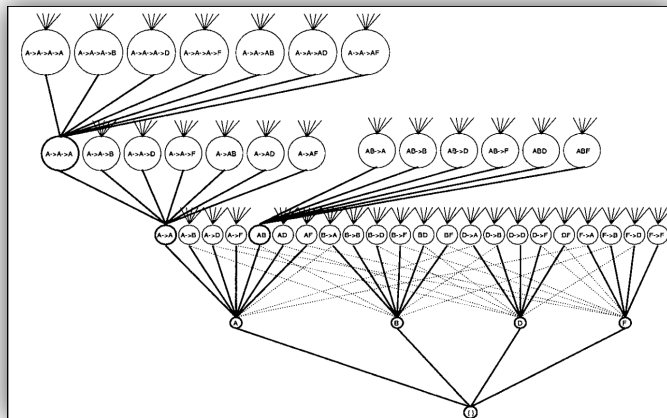 A->A->A->A A->A->A->B A->A->A->D A->A->A->F A->A->AB A->A->AD A->A->AF
A->A->A A->A->B A->A->D A->A->F A->AB A->AD A->AF AB->A AB->B AB->D AB->F ABD ABF
A->A A->B A->D A->F AB AD AF B->A B->B B->D B->F BD BF D->A D->B D->D D->F DF F->A F->B F->D F->F
A B D F
{ }